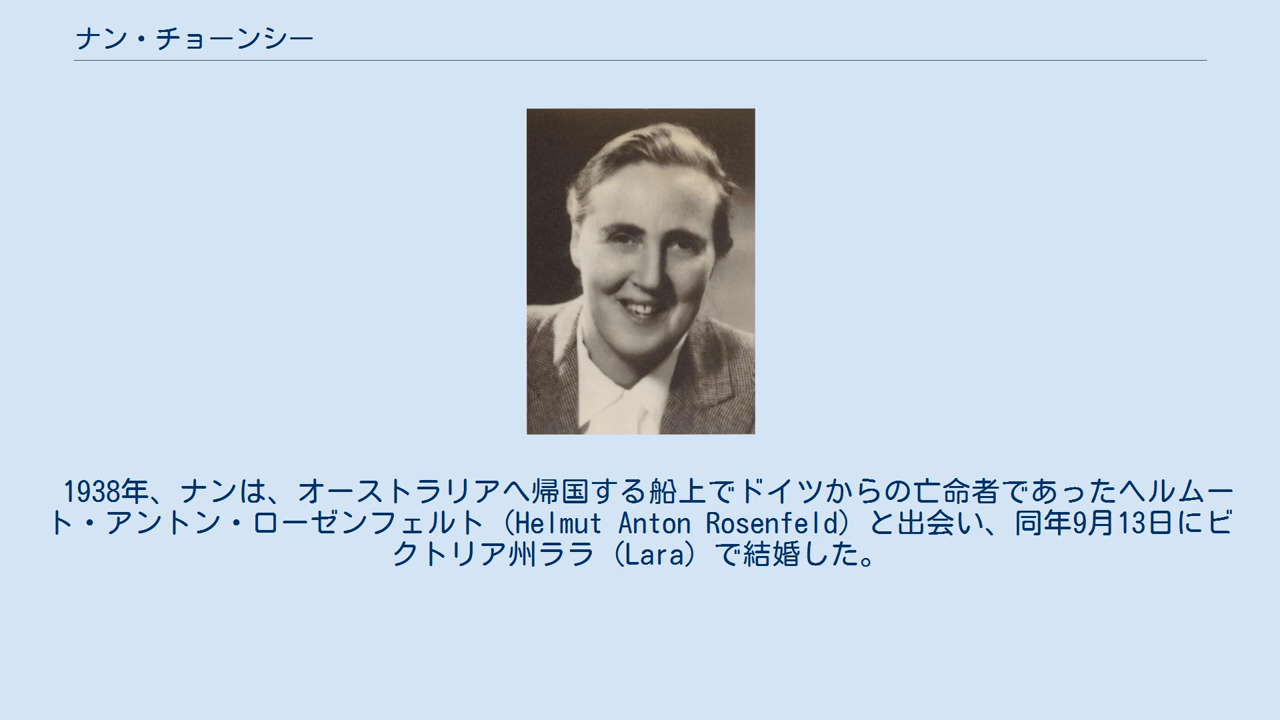 ナン・チョーンシー
1938年、ナンは、オーストラリアへ帰国する船上でドイツからの亡命者であったヘルムー
ト・アントン・ローゼンフェルト（Helmut Anton Rosenfeld）と出会い、同年9月13日にビ
クトリア州ララ（Lara）で結婚した。